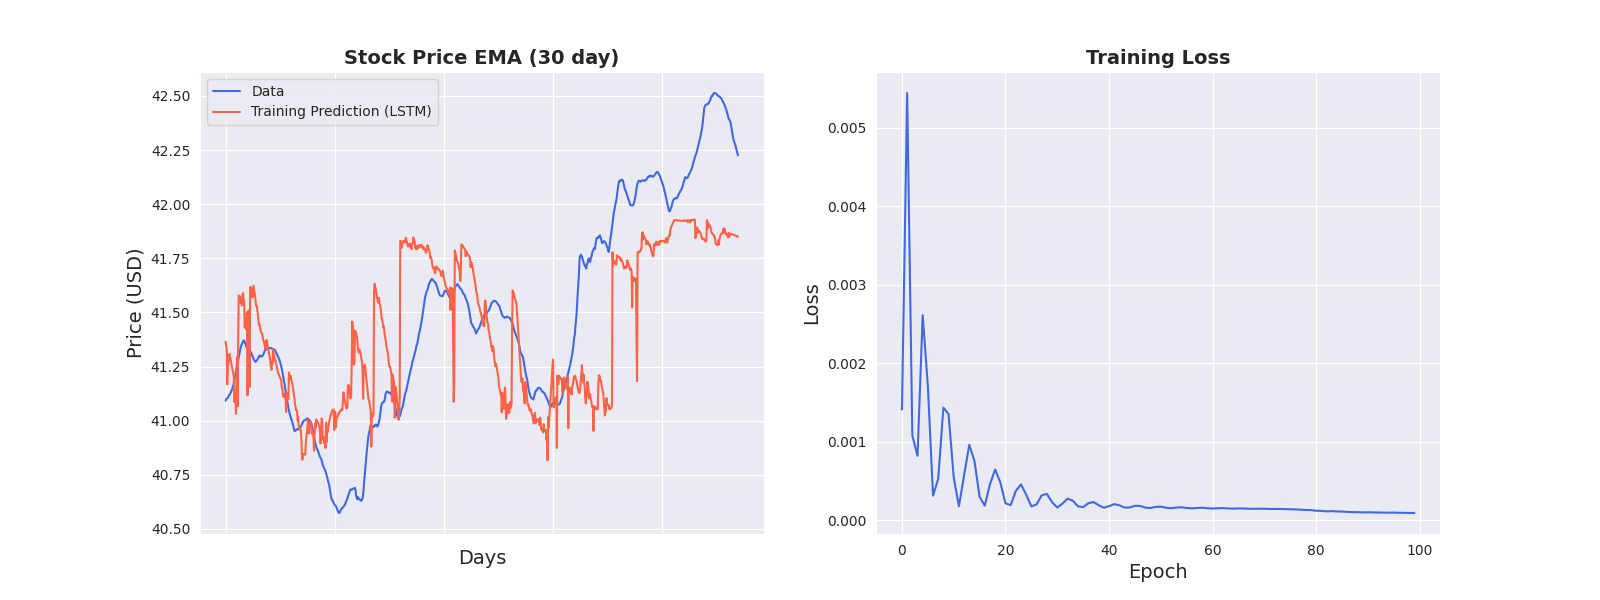 Stock Price EMA (30 day)
Data
Training Prediction (LSTM)
42.50
42.25
42.00
41.75
41.50
41.25
41.00
40.75
40.50
Price (USD)
Days
Training Loss
0.005
0.004
0.003
0.002
0.001
0.000
Loss
0 20 40 60 80 100
Epoch